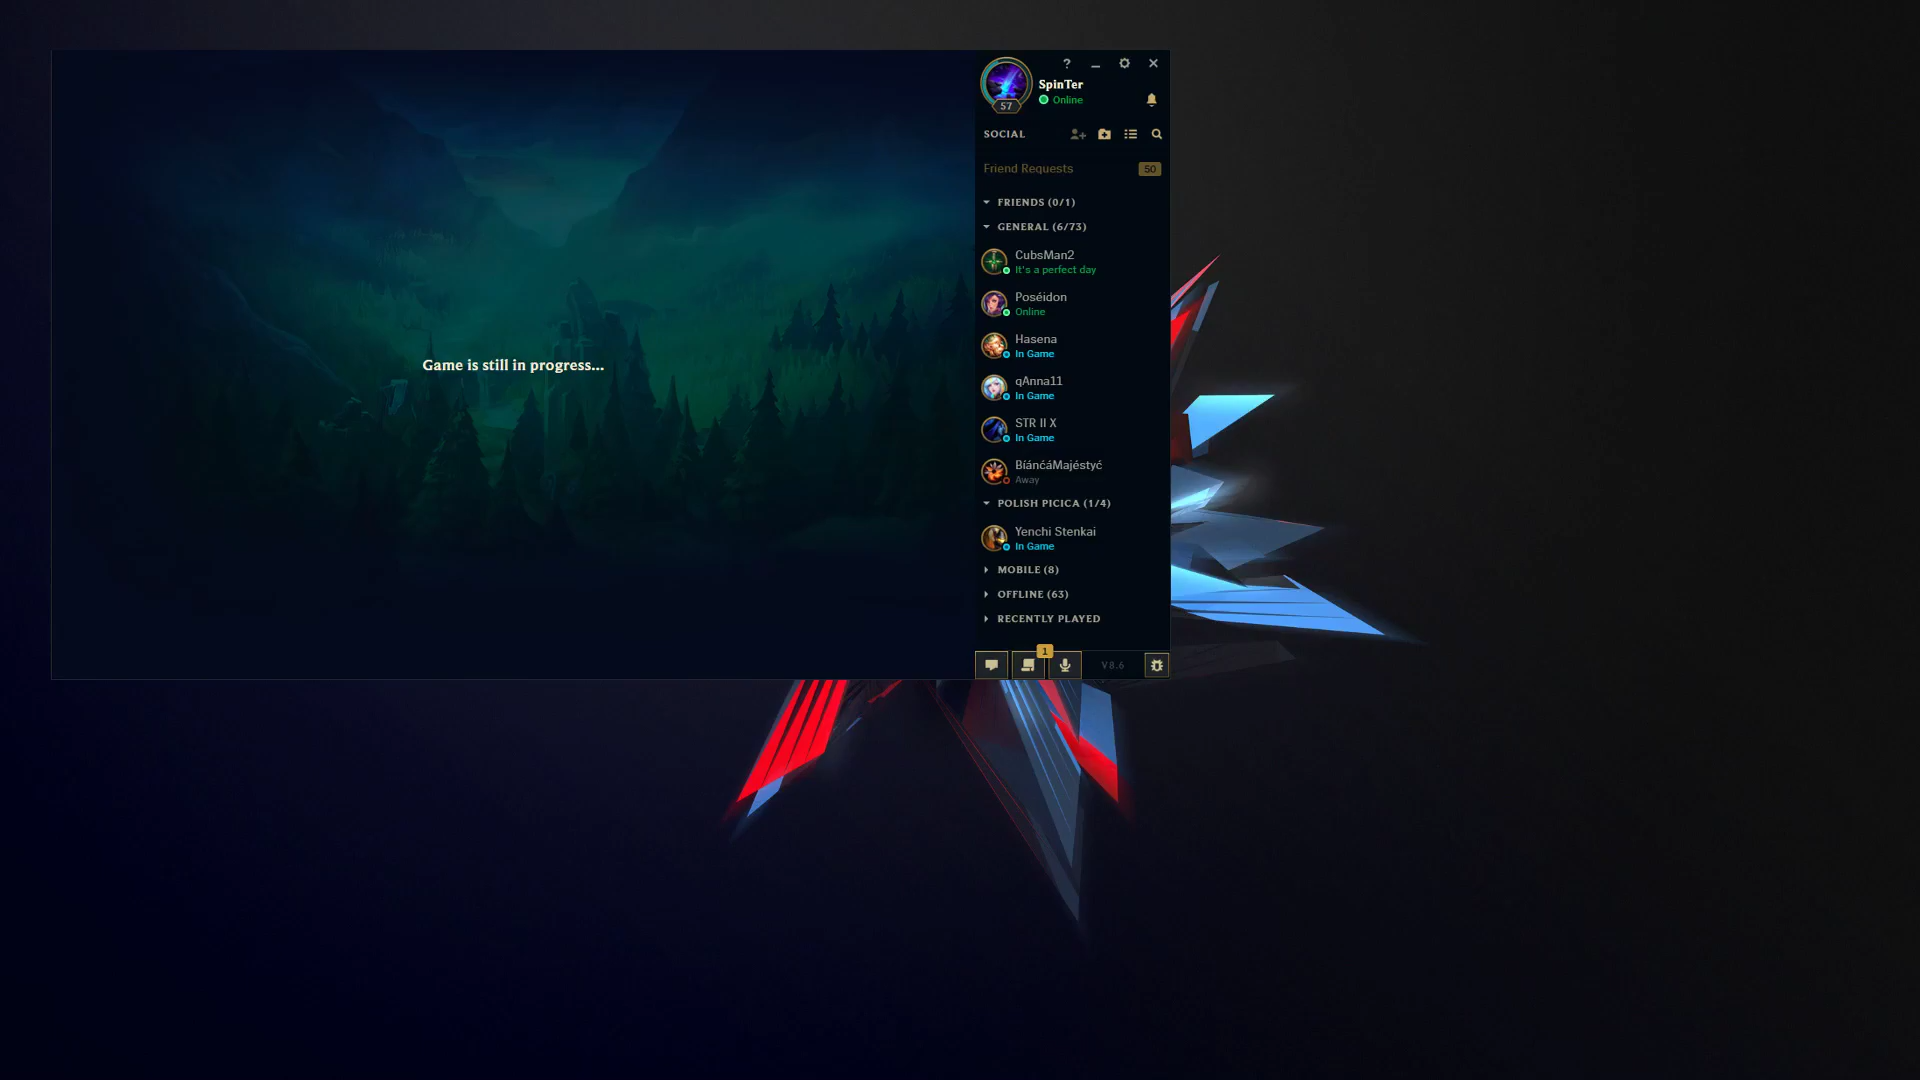 ?
SpinTer
57
Online
SOCIAL
Friend Requests
50
FRIENDS (0/1)
GENERAL (6/73)
CubsMan2
It's a perfect day
Poséidon
Online
Hasena
In Game
Game is still in progress...
qAnna11
In Game
STR II X
In Game
BíánćáMajéstyć
Away
POLISH PICICA (1/4)
Yenchi Stenkai
In Game
MOBILE (8)
OFFLINE (63)
RECENTLY PLAYED
1
V8.6